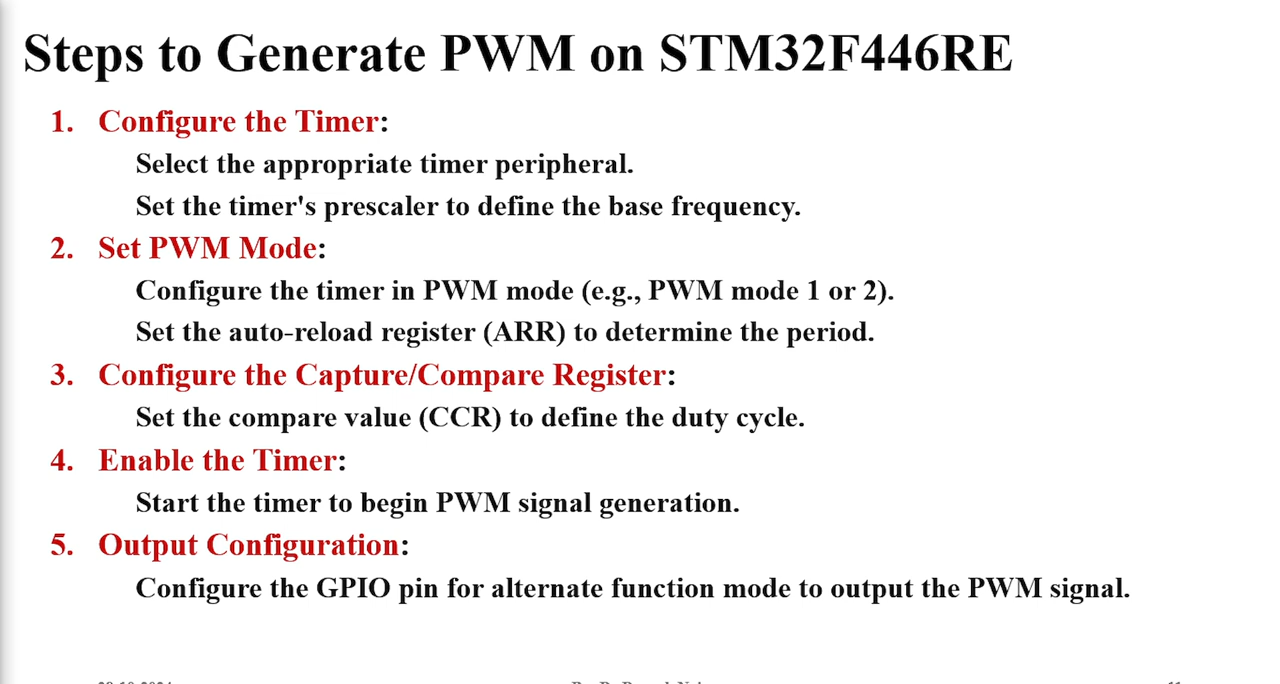 Steps to Generate PWM on STM32F446RE
1. Configure the Timer:
Select the appropriate timer peripheral.
Set the timer's prescaler to define the base frequency.
2. Set PWM Mode:
Configure the timer in PWM mode (e.g., PWM mode 1 or 2).
Set the auto-reload register (ARR) to determine the period.
3. Configure the Capture/Compare Register:
Set the compare value (CCR) to define the duty cycle.
4. Enable the Timer:
Start the timer to begin PWM signal generation.
5. Output Configuration:
Configure the GPIO pin for alternate function mode to output the PWM signal.